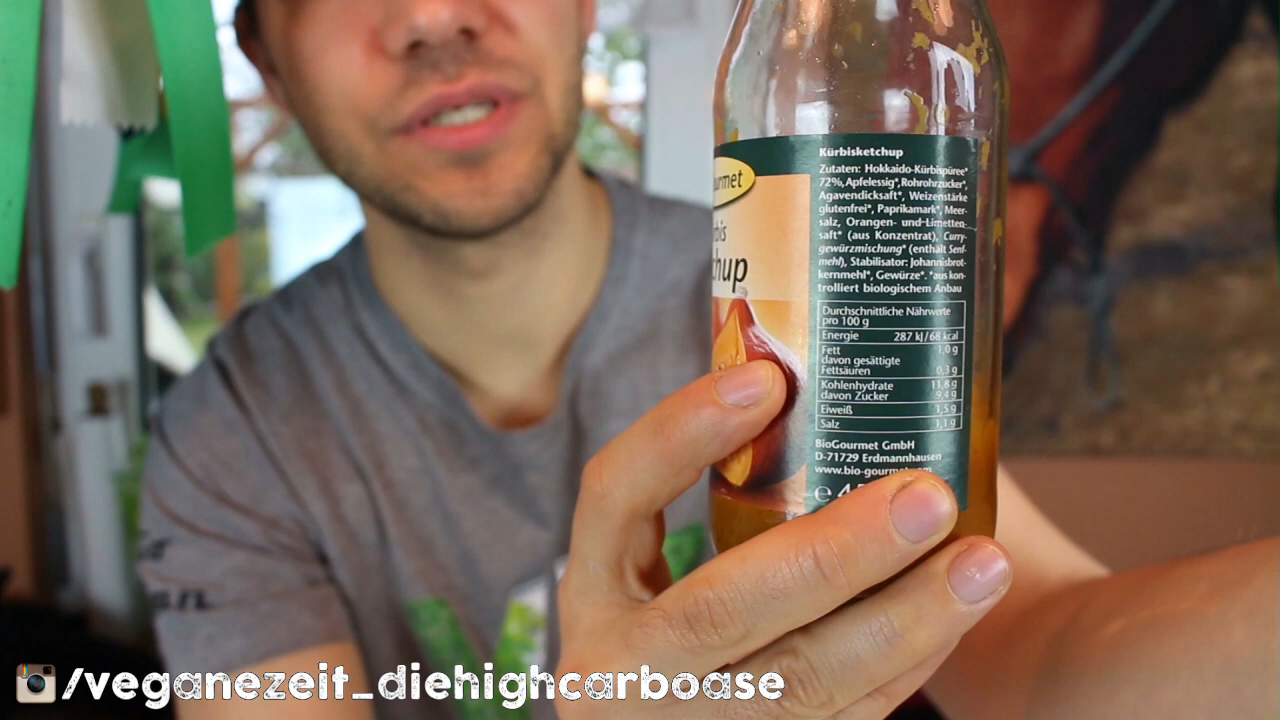 Kürbisketchup
Zutaten: Hokkaido-Kürbispüree*
72%, Apfelessig*, Rohrohrzucker*,
Agavendicksaft*, Weizenstärke
glutenfrei*, Paprikamark*, Meer-
salz, Orangen- und Limetten-
saft* (aus Konzentrat), Curry-
gewürzmischung* (enthält Senf-
mehl), Stabilisator: Johannisbrot-
kernmehl*, Gewürze*. *aus kon-
trolliert biologischem Anbau
Durchschnittliche Nährwerte
pro 100 g
Energie 287 kJ/68 kcal
Fett 1,0 g
davon gesättigte
Fettsäuren 0,3 g
Kohlenhydrate 11,8 g
davon Zucker 9,4 g
Eiweiß 1,5 g
Salz 1,1 g
BioGourmet GmbH
D-71729 Erdmannhausen
urmet
bis
chup
/veganezeit_diehighcarboase